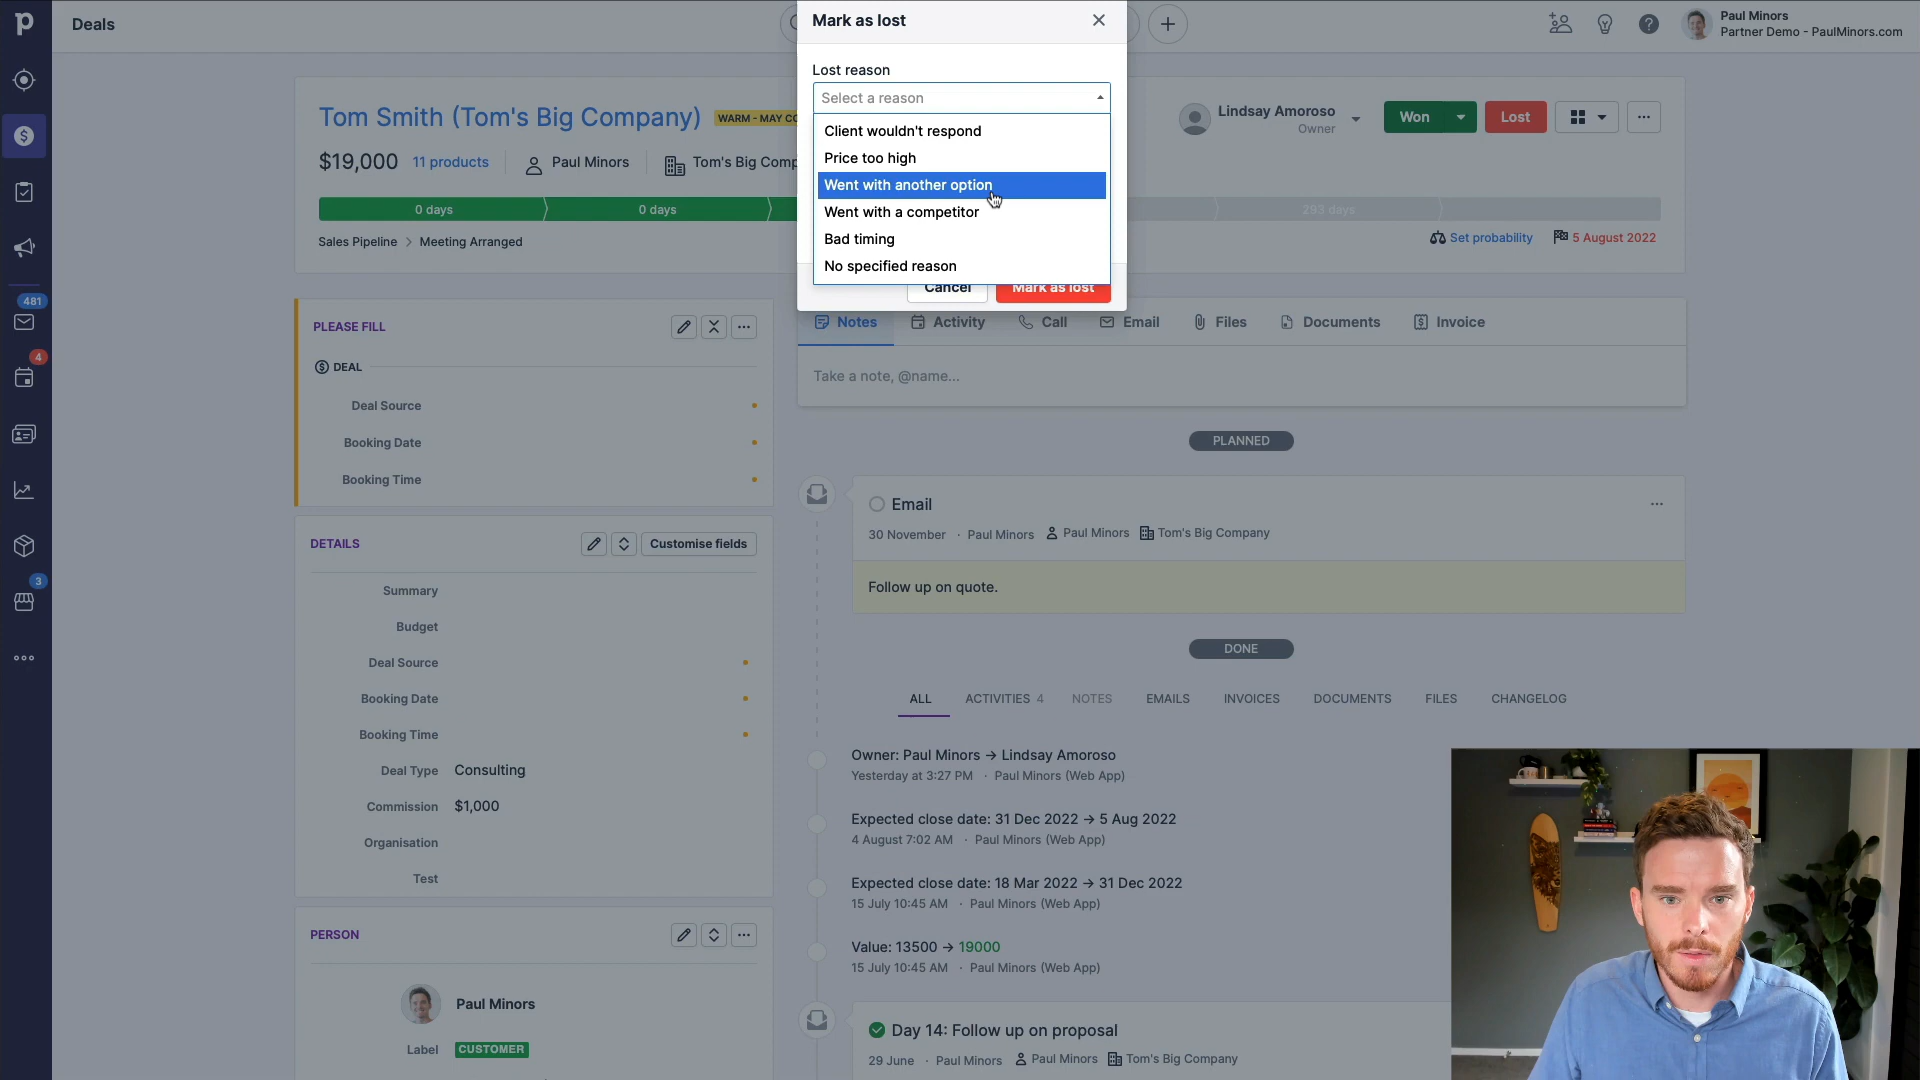 Deals
Mark as lost
Paul Minors
Partner Demo - PaulMinors.com
Lost reason
Select a reason
Client wouldn't respond
Price too high
Went with another option
Went with a competitor
Bad timing
No specified reason
Cancel
Mark as lost
Tom Smith (Tom's Big Company)
WARM - MAY CO
Lindsay Amoroso
Owner
Won
Lost
$19,000
11 products
Paul Minors
Tom's Big Comp
0 days
0 days
293 days
Sales Pipeline > Meeting Arranged
Set probability
5 August 2022
481
4
3
PLEASE FILL
DEAL
Deal Source
Booking Date
Booking Time
DETAILS
Customise fields
Summary
Budget
Deal Source
Booking Date
Booking Time
Deal Type Consulting
Commission $1,000
Organisation
Test
PERSON
Paul Minors
Label CUSTOMER
Notes
Activity
Call
Email
Files
Documents
Invoice
Take a note, @name...
PLANNED
Email
30 November · Paul Minors Paul Minors Tom's Big Company
Follow up on quote.
DONE
ALL
ACTIVITIES 4
NOTES
EMAILS
INVOICES
DOCUMENTS
FILES
CHANGELOG
Owner: Paul Minors → Lindsay Amoroso
Yesterday at 3:27 PM · Paul Minors (Web App)
Expected close date: 31 Dec 2022 → 5 Aug 2022
4 August 7:02 AM · Paul Minors (Web App)
Expected close date: 18 Mar 2022 → 31 Dec 2022
15 July 10:45 AM · Paul Minors (Web App)
Value: 13500 → 19000
15 July 10:45 AM · Paul Minors (Web App)
Day 14: Follow up on proposal
29 June · Paul Minors Paul Minors Tom's Big Company